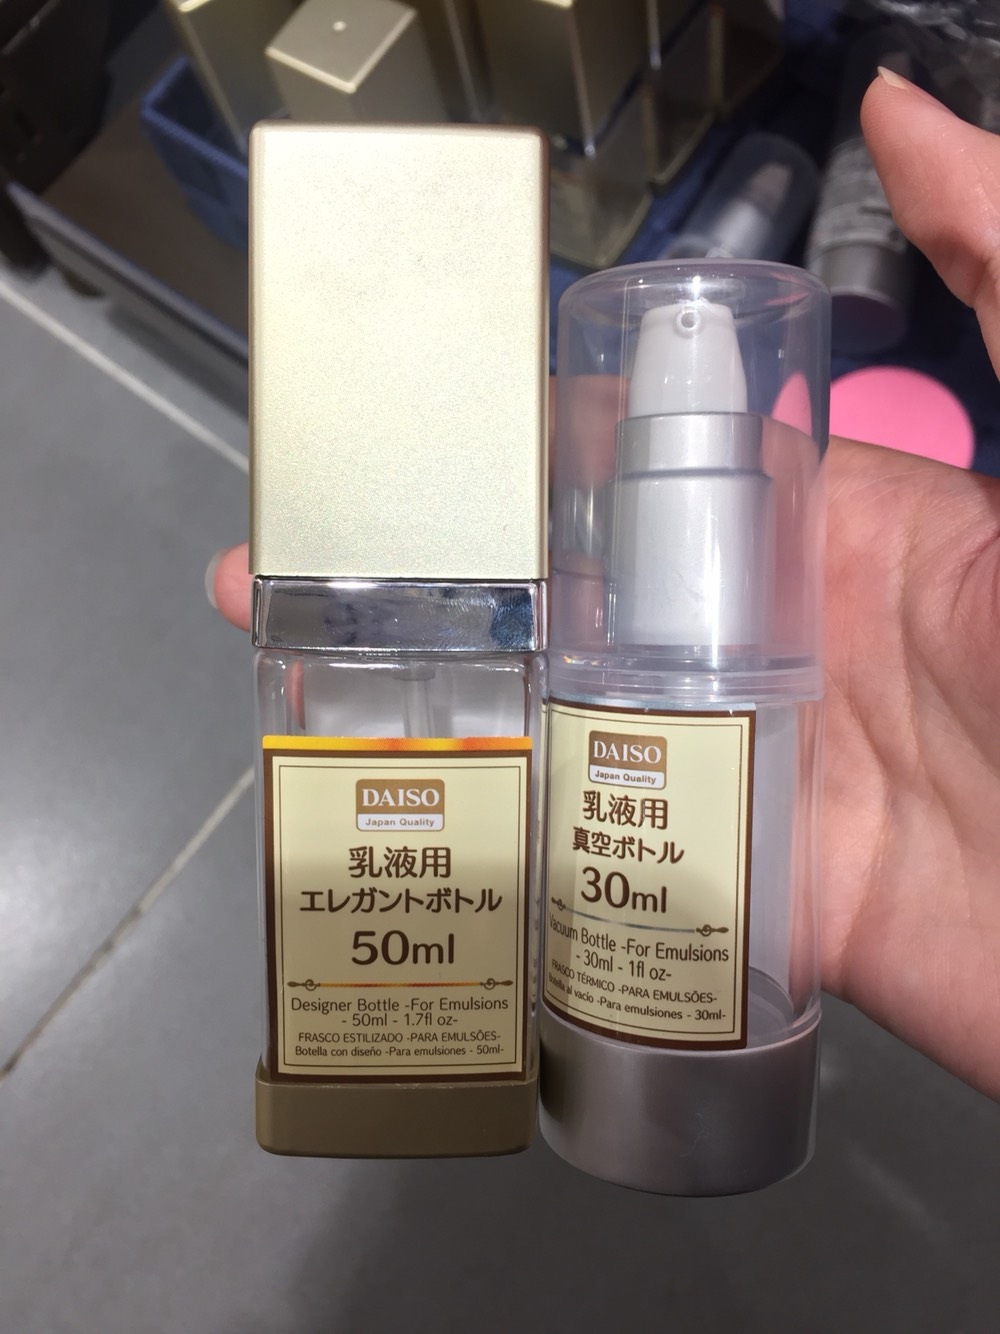 DAISO
Japan Quality
乳液用
エレガントボトル
50ml
Designer Bottle -For Emulsions
- 50ml - 1.7fl oz-
FRASCO ESTILIZADO -PARA EMULSÕES-
Botella con diseño -Para emulsiones - 50ml-
DAISO
Japan Quality
乳液用
真空ボトル
30ml
Vacuum Bottle -For Emulsions
- 30ml - 1fl oz-
FRASCO TÉRMICO -PARA EMULSÕES-
Botella al vacío -Para emulsiones - 30ml-